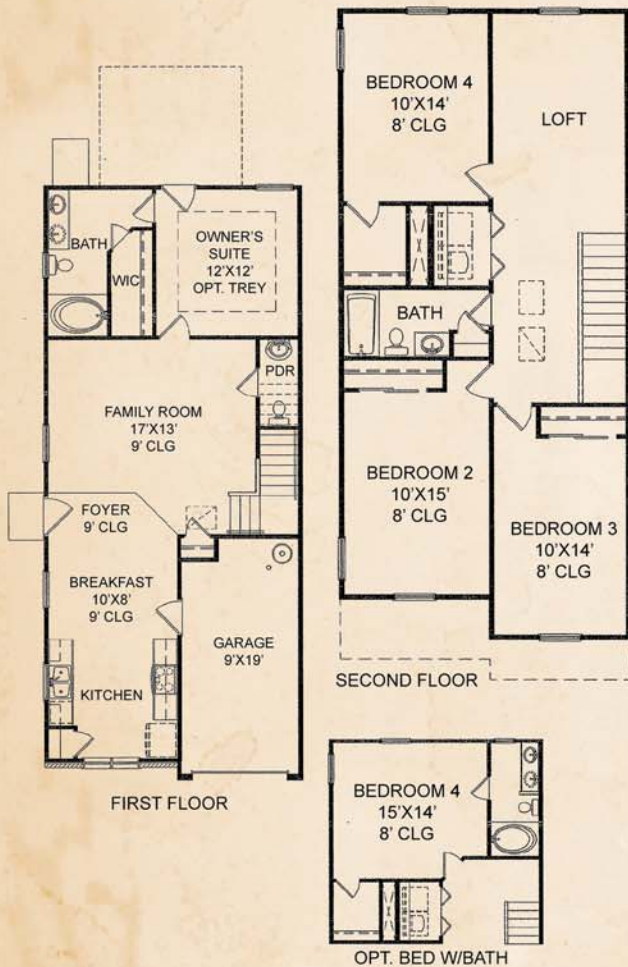 BATH
WIC
OWNER'S
SUITE
12'X12'
OPT. TREY
PDR
FAMILY ROOM
17'X13'
9' CLG
FOYER
9' CLG
BREAKFAST
10'X8'
9' CLG
KITCHEN
GARAGE
9'X19'
FIRST FLOOR
BEDROOM 4
10'X14'
8' CLG
LOFT
BATH
BEDROOM 2
10'X15'
8' CLG
BEDROOM 3
10'X14'
8' CLG
SECOND FLOOR
BEDROOM 4
15'X14'
8' CLG
OPT. BED W/BATH